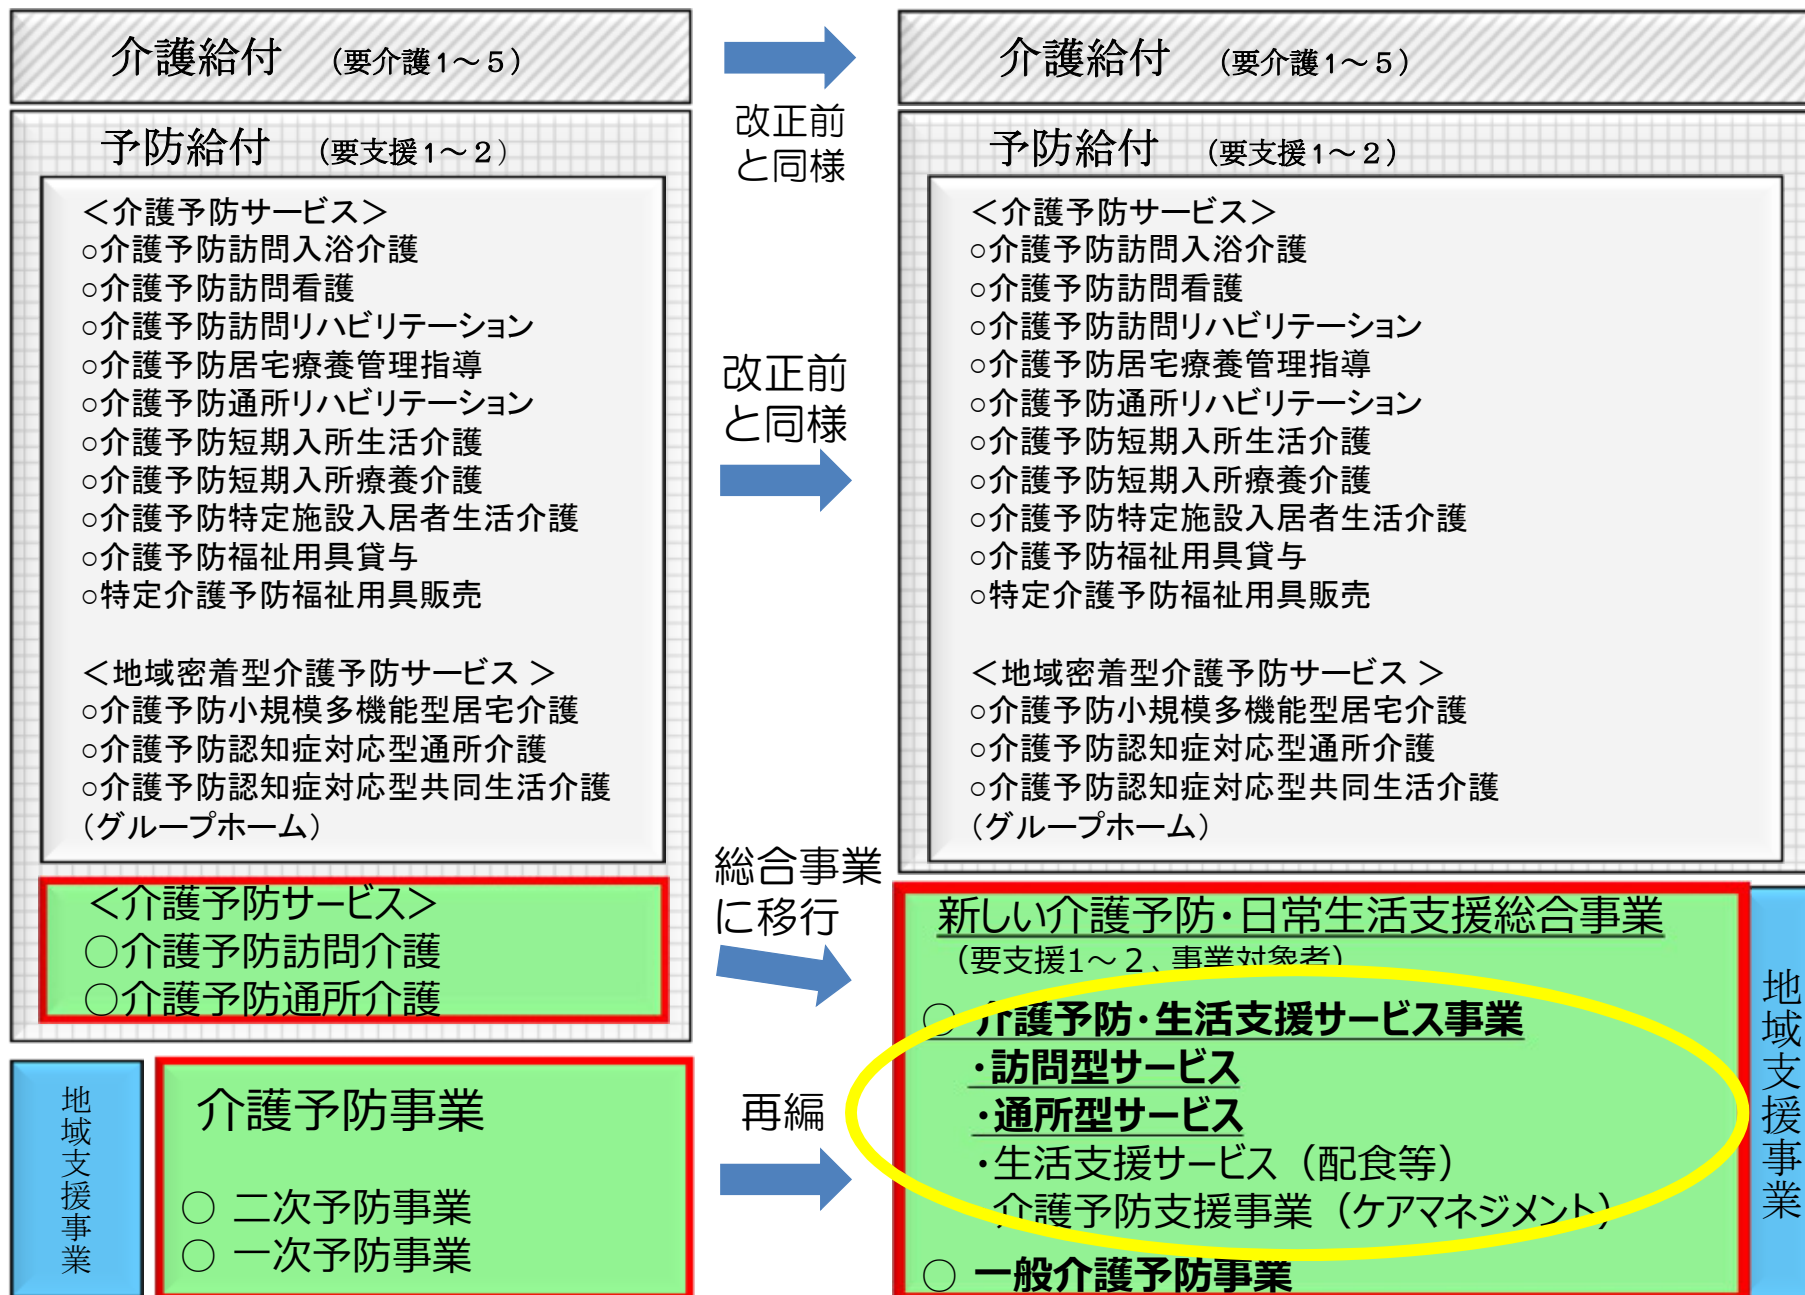 介護給付 (要介護1～5)
予防給付 (要支援1～2)
＜介護予防サービス＞
○介護予防訪問入浴介護
○介護予防訪問看護
○介護予防訪問リハビリテーション
○介護予防居宅療養管理指導
○介護予防通所リハビリテーション
○介護予防短期入所生活介護
○介護予防短期入所療養介護
○介護予防特定施設入居者生活介護
○介護予防福祉用具貸与
○特定介護予防福祉用具販売
＜地域密着型介護予防サービス ＞
○介護予防小規模多機能型居宅介護
○介護予防認知症対応型通所介護
○介護予防認知症対応型共同生活介護
（グループホーム）
＜介護予防サービス＞
○介護予防訪問介護
○介護予防通所介護
地域支援事業
介護予防事業
○ 二次予防事業
○ 一次予防事業
改正前
と同様
改正前
と同様
総合事業
に移行
再編
介護給付 (要介護1～5)
予防給付 (要支援1～2)
＜介護予防サービス＞
○介護予防訪問入浴介護
○介護予防訪問看護
○介護予防訪問リハビリテーション
○介護予防居宅療養管理指導
○介護予防通所リハビリテーション
○介護予防短期入所生活介護
○介護予防短期入所療養介護
○介護予防特定施設入居者生活介護
○介護予防福祉用具貸与
○特定介護予防福祉用具販売
＜地域密着型介護予防サービス ＞
○介護予防小規模多機能型居宅介護
○介護予防認知症対応型通所介護
○介護予防認知症対応型共同生活介護
（グループホーム）
新しい介護予防・日常生活支援総合事業
（要支援1～2、事業対象者）
○ 介護予防・生活支援サービス事業
・訪問型サービス
・通所型サービス
・生活支援サービス（配食等）
介護予防支援事業（ケアマネジメント）
○ 一般介護予防事業
地域支援事業